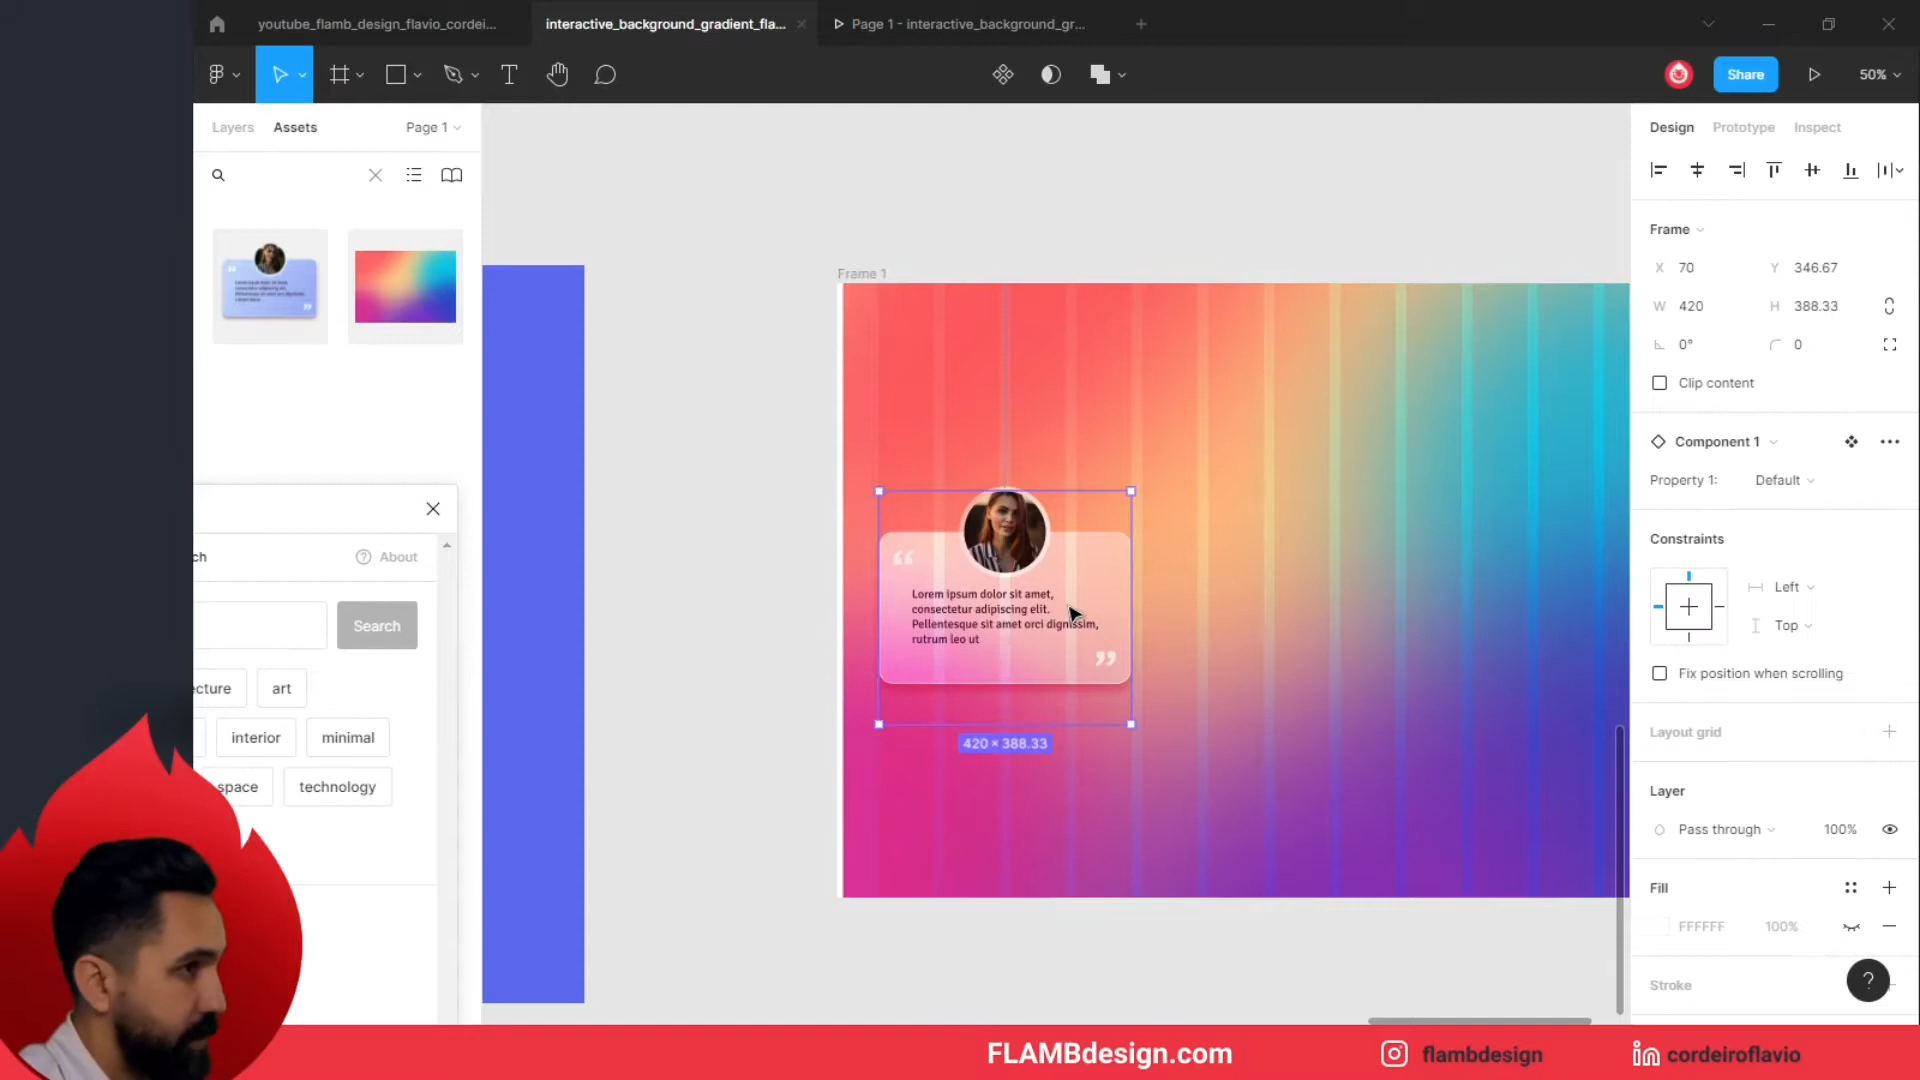 youtube_flamb_design_flavio_cordei...
interactive_background_gradient_fla...
Page 1 - interactive_background_gr...
Share
50%
Layers
Assets
Page 1
Design
Prototype
Inspect
Frame
X 70
Y 346.67
W 420
H 388.33
0°
0
Clip content
Component 1
Property 1:
Default
Constraints
Left
Top
Fix position when scrolling
Layout grid
Layer
Pass through
100%
Fill
FFFFFF
100%
Stroke
?
Frame 1
“
Lorem ipsum dolor sit amet,
consectetur adipiscing elit.
Pellentesque sit amet orci dignissim,
rutrum leo ut
”
420 × 388.33
ch
About
Search
ecture
art
interior
minimal
space
technology
FLAMBdesign.com
flambdesign
in cordeiroflavio